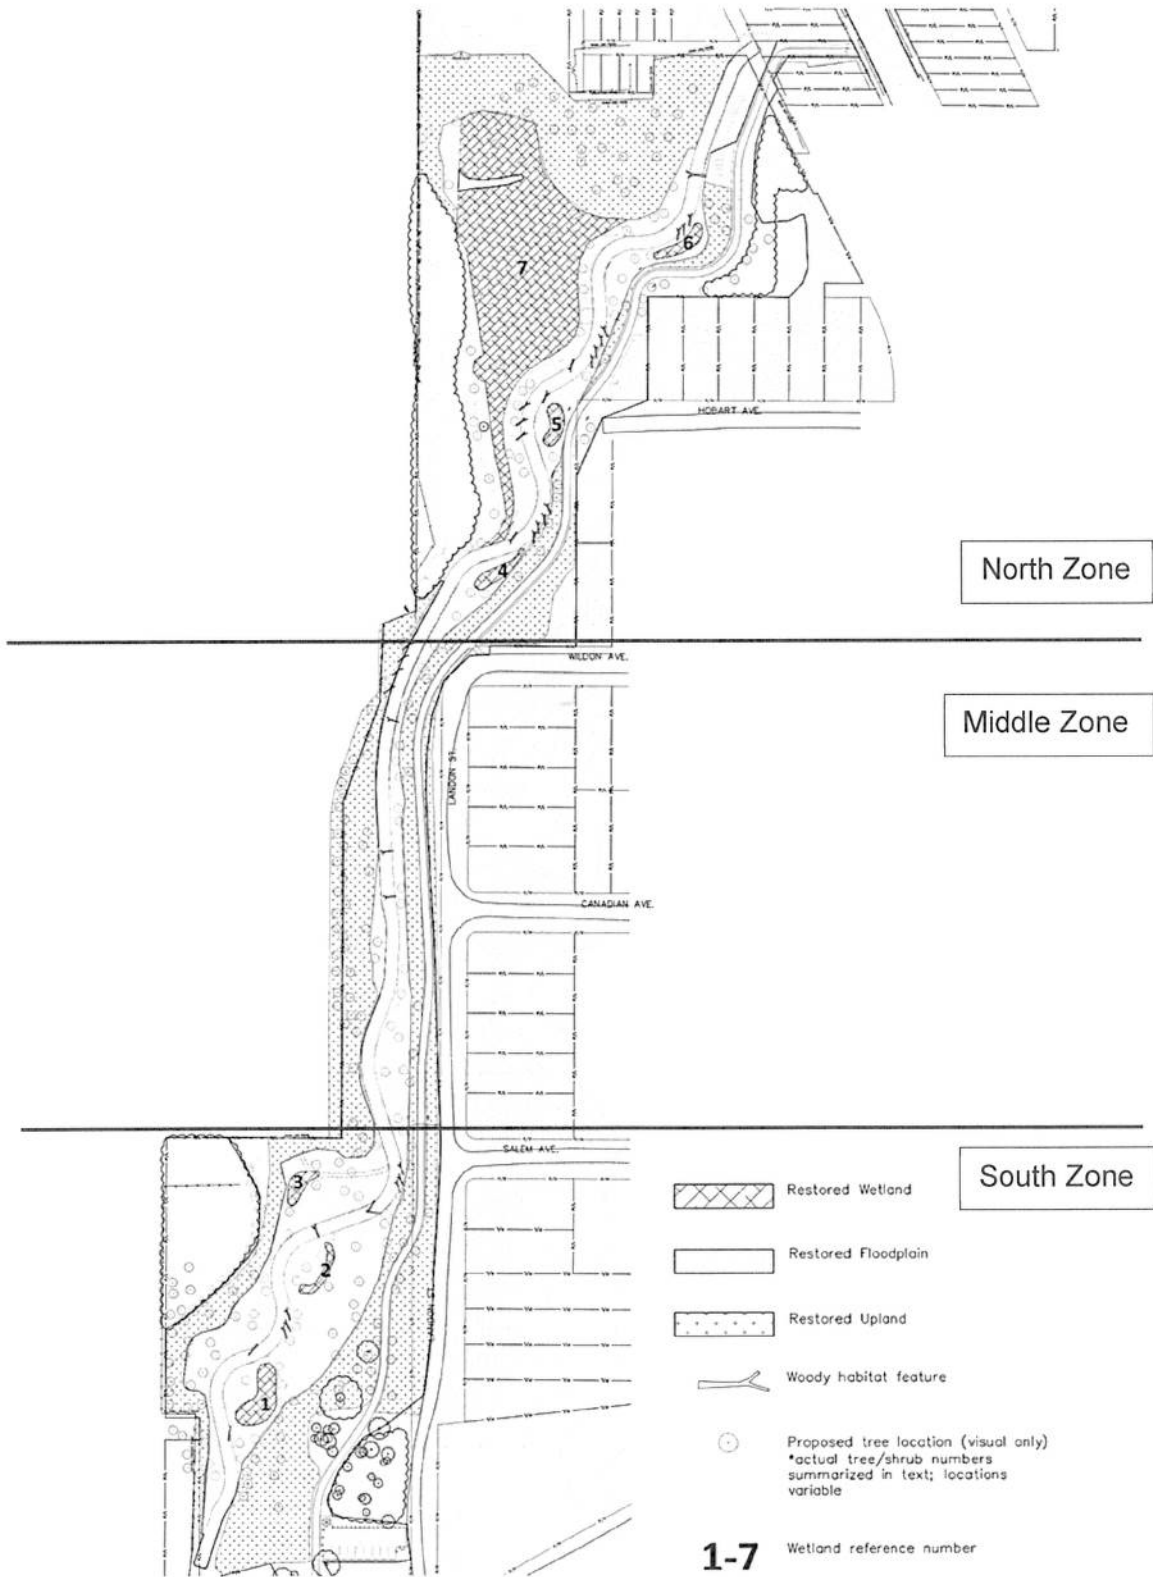 7
6
5
HOBART AVE.
4
North Zone
WILDON AVE.
Middle Zone
LANDON ST.
CANADIAN AVE.
SALEM AVE.
3
South Zone
Restored Wetland
2
Restored Floodplain
LANDON ST.
Restored Upland
Woody habitat feature
1
Proposed tree location (visual only)
*actual tree/shrub numbers
summarized in text; locations
variable
1-7 Wetland reference number